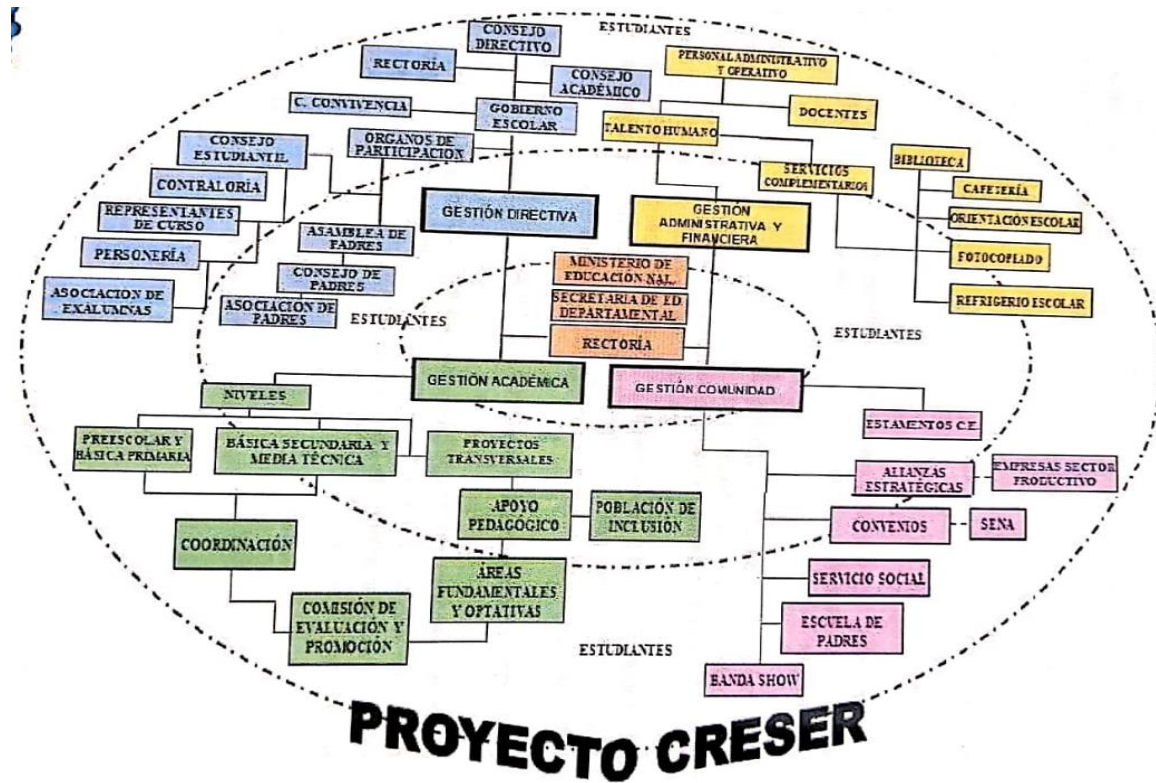 ESTUDIANTES
CONSEJO
DIRECTIVO
RECTORÍA
CONSEJO
ACADÉMICO
C. CONVIVENCIA
GOBIERNO
ESCOLAR
ORGANOS DE
PARTICIPACION
CONSEJO
ESTUDIANTIL
CONTRALORÍA
REPRESENTANTES
DE CURSO
PERSONERÍA
ASOCIACION DE
EXALUMNAS
ASAMBLEA DE
PADRES
CONSEJO DE
PADRES
ASOCIACION DE
PADRES
ESTUDIANTES
GESTIÓN DIRECTIVA
PERSONAL ADMINISTRATIVO
Y OPERATIVO
DOCENTES
TALENTO HUMANO
SERVICIOS
COMPLEMENTARIOS
BIBLIOTECA
CAFETERÍA
ORIENTACION ESCOLAR
FOTOCOPIADO
REFRIGERIO ESCOLAR
GESTIÓN
ADMINISTRATIVA Y
FINANCIERA
ESTUDIANTES
MINISTERIO DE
EDUCACIÓN NAL.
SECRETARIA DE ED.
DEPARTAMENTAL
RECTORÍA
GESTIÓN ACADÉMICA
NIVELES
PREESCOLAR Y
BÁSICA PRIMARIA
BÁSICA SECUNDARIA Y
MEDIA TÉCNICA
PROYECTOS
TRANSVERSALES
APOYO
PEDAGÓGICO
POBLACIÓN DE
INCLUSIÓN
COORDINACIÓN
ÁREAS
FUNDAMENTALES
Y OPTATIVAS
COMISIÓN DE
EVALUACIÓN Y
PROMOCIÓN
GESTIÓN COMUNIDAD
ESTAMENTOS C.E.
ALIANZAS
ESTRATÉGICAS
EMPRESAS SECTOR
PRODUCTIVO
CONVENIOS
SENA
SERVICIO SOCIAL
ESCUELA DE
PADRES
BANDA SHOW
ESTUDIANTES
PROYECTO CRESER